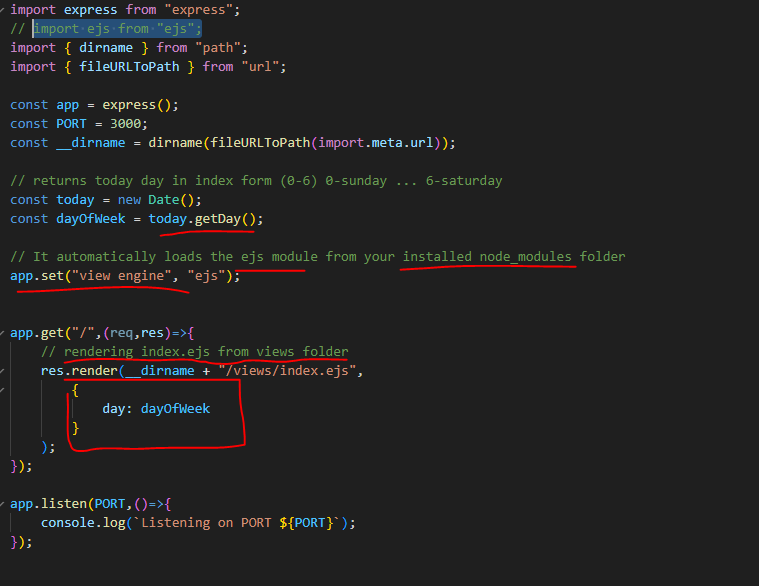 import express from "express";
// import ejs from "ejs";
import { dirname } from "path";
import { fileURLToPath } from "url";
const app = express();
const PORT = 3000;
const __dirname = dirname(fileURLToPath(import.meta.url));
// returns today day in index form (0-6) 0-sunday ... 6-saturday
const today = new Date();
const dayOfWeek = today.getDay();
// It automatically loads the ejs module from your installed node_modules folder
app.set("view engine", "ejs");
app.get("/",(req,res)=>{
// rendering index.ejs from views folder
res.render(__dirname + "/views/index.ejs",
{
day: dayOfWeek
}
);
});
app.listen(PORT,()=>{
console.log(`Listening on PORT ${PORT}`);
});